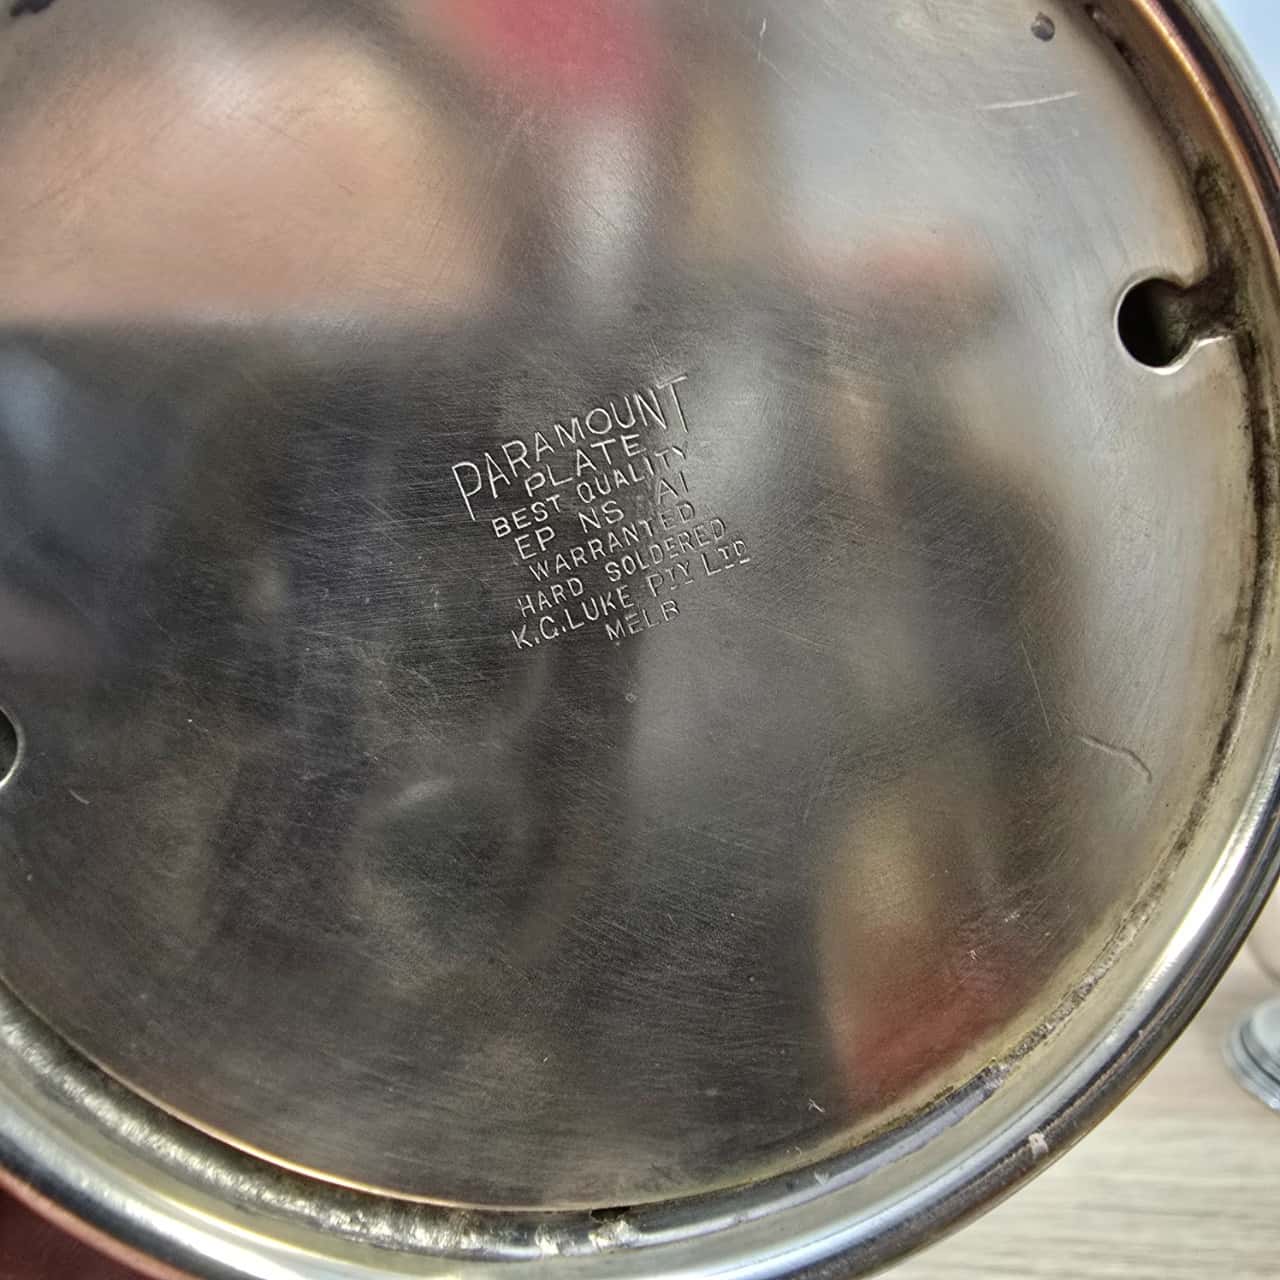 PARAMOUNT
PLATE
BEST QUALITY
EP NS A1
WARRANTED
HARD SOLDERED
K.G.LUKE PTY LTD
MELB